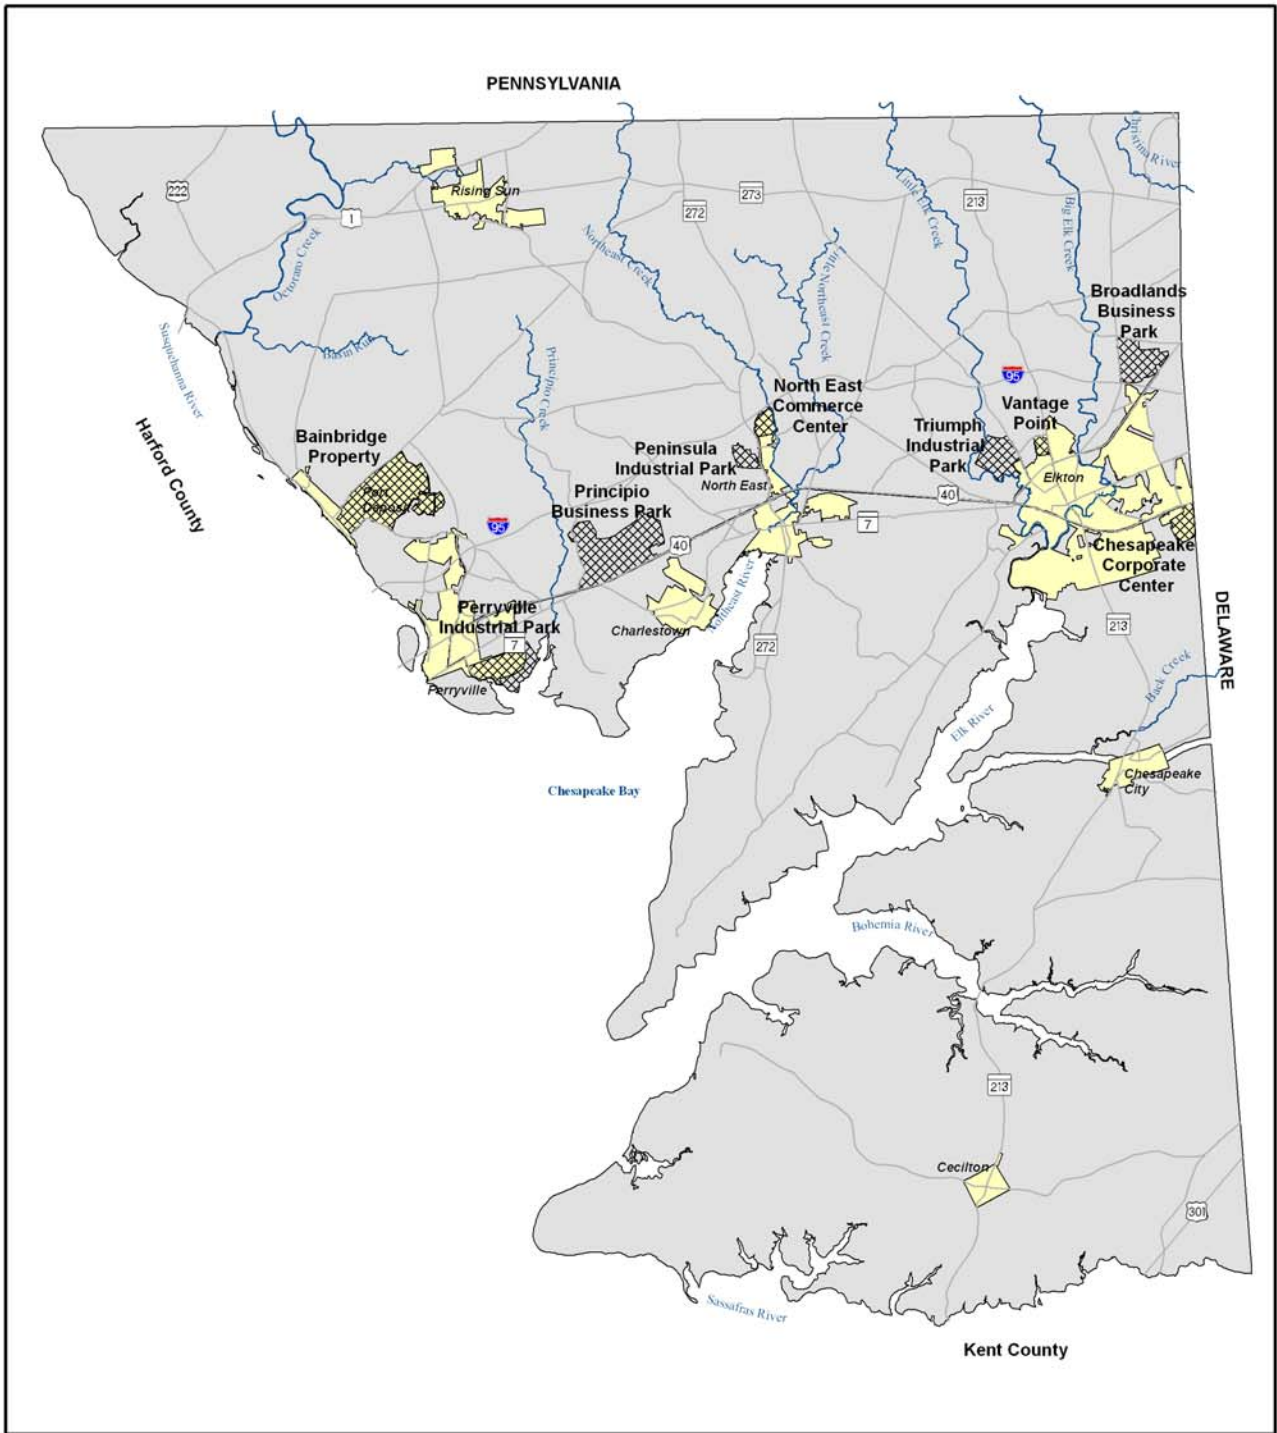 PENNSYLVANIA
Christina River
222
Rising Sun
1
272
273
213
Little Elk Creek
Big Elk Creek
Octoraro Creek
Northeast Creek
Little Northeast Creek
Broadlands
Business
Park
Susquehanna River
Basin Run
Principio Creek
95
North East
Commerce
Center
Vantage
Point
Triumph
Industrial
Park
Harford County
Bainbridge
Property
Peninsula
Industrial Park
North East
Elkton
Port
Deposit
Principio
Business Park
95
40
7
40
Chesapeake
Corporate
Center
Perryville
Industrial Park
7
Charlestown
Northeast River
272
213
DELAWARE
Perryville
Back Creek
Elk River
Chesapeake Bay
Chesapeake
City
Bohemia River
213
Cecilton
301
Sassafras River
Kent County